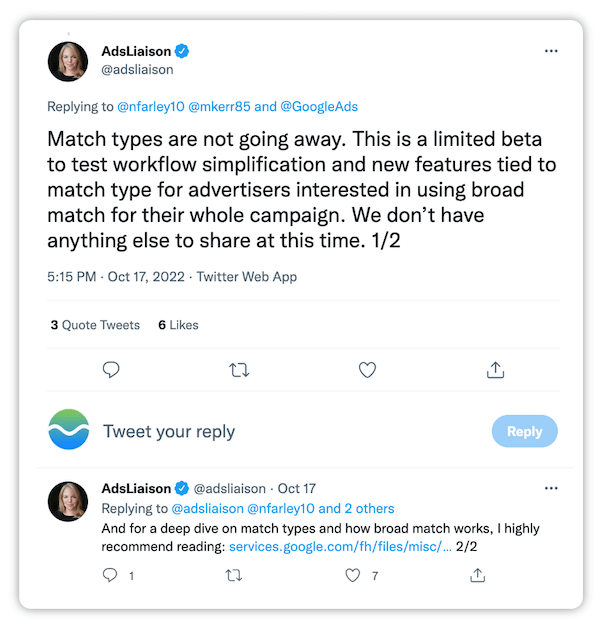 AdsLiaison
@adsliaison
Replying to @nfarley10 @mkerr85 and @GoogleAds
Match types are not going away. This is a limited beta
to test workflow simplification and new features tied to
match type for advertisers interested in using broad
match for their whole campaign. We don’t have
anything else to share at this time. 1/2
5:15 PM · Oct 17, 2022 · Twitter Web App
3 Quote Tweets 6 Likes
Tweet your reply Reply
AdsLiaison @adsliaison · Oct 17
Replying to @adsliaison @nfarley10 and 2 others
And for a deep dive on match types and how broad match works, I highly
recommend reading: services.google.com/fh/files/misc/... 2/2
1 7